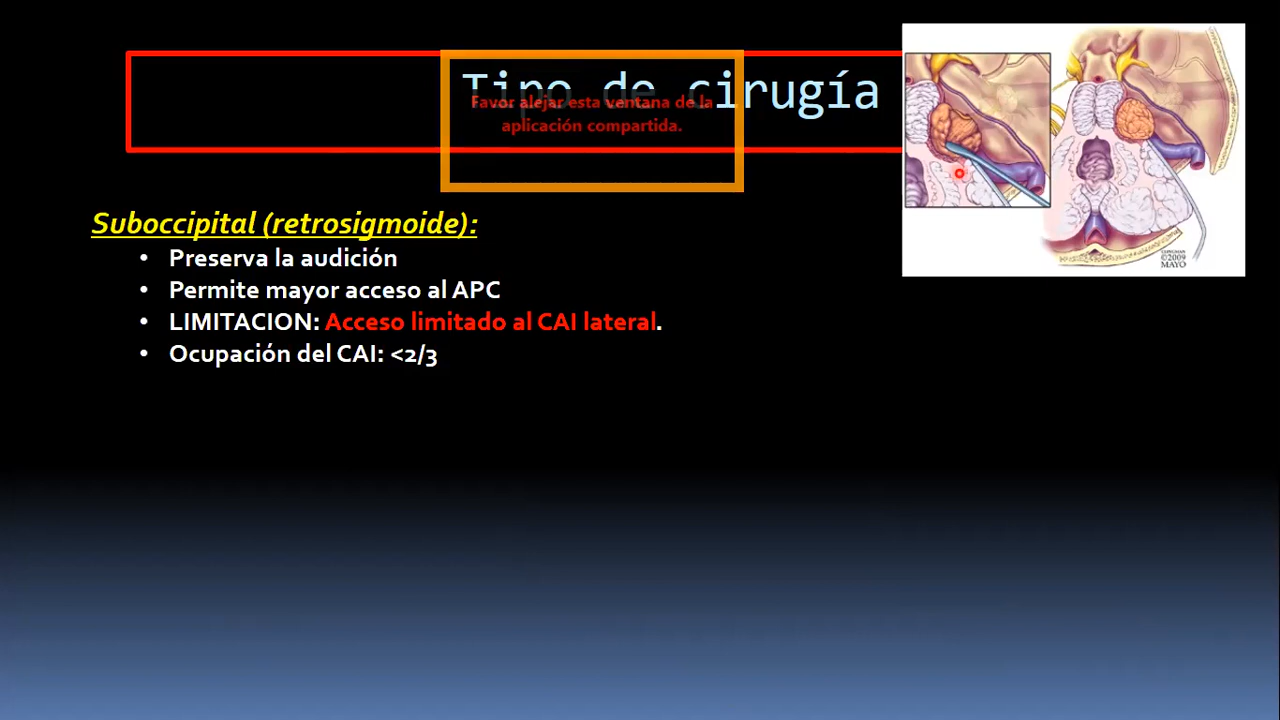 Tipo de cirugía
Favor alejar esta ventana de la
aplicación compartida.
Suboccipital (retrosigmoide):
• Preserva la audición
• Permite mayor acceso al APC
• LIMITACION: Acceso limitado al CAI lateral.
• Ocupación del CAI: <2/3
©2009
MAYO